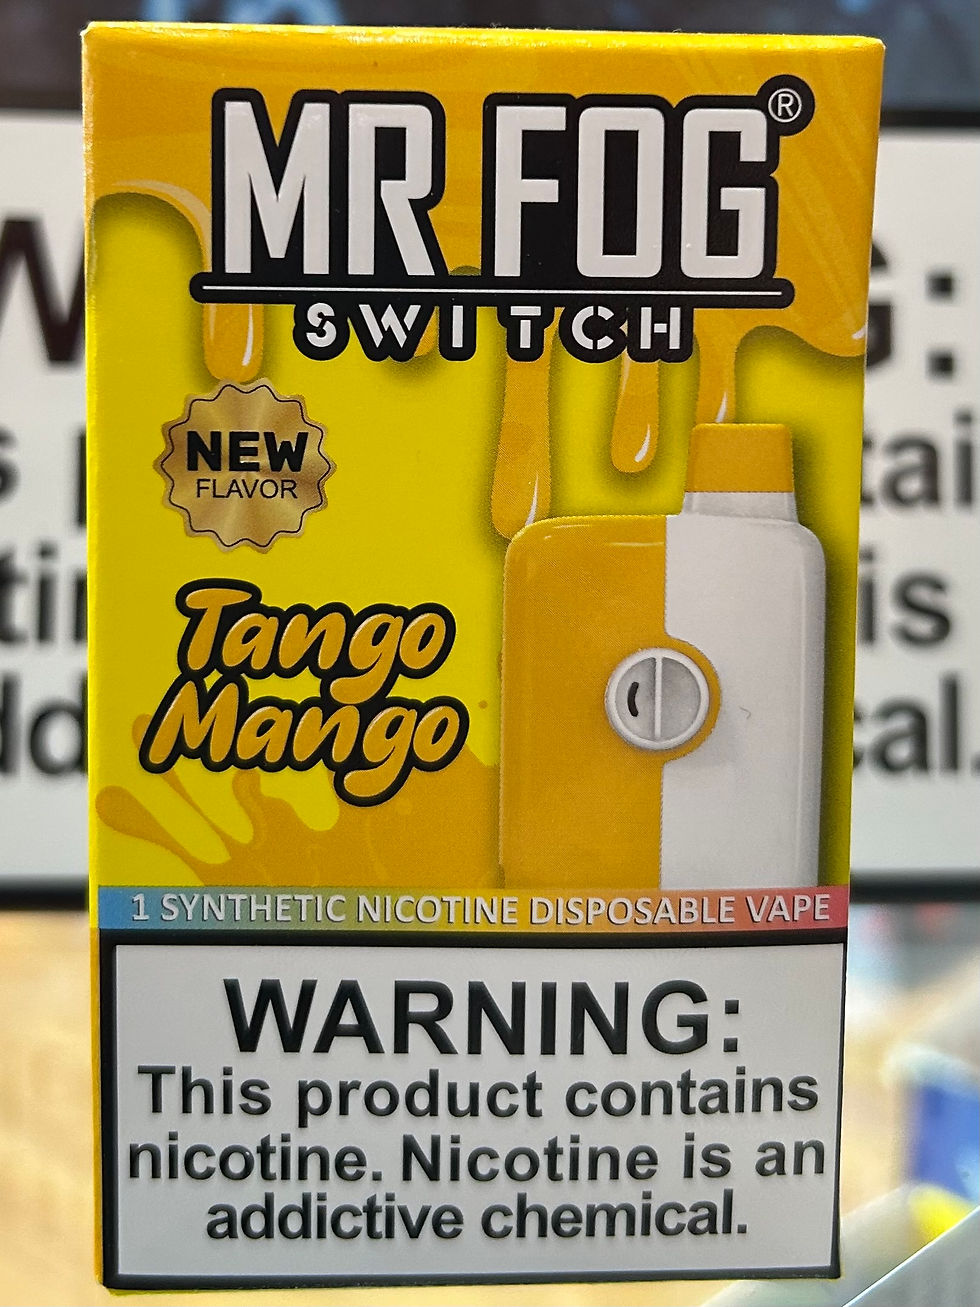 MR FOG®
SWITCH
NEW
FLAVOR
Tango
Mango
1 SYNTHETIC NICOTINE DISPOSABLE VAPE
WARNING:
This product contains
nicotine. Nicotine is an
addictive chemical.